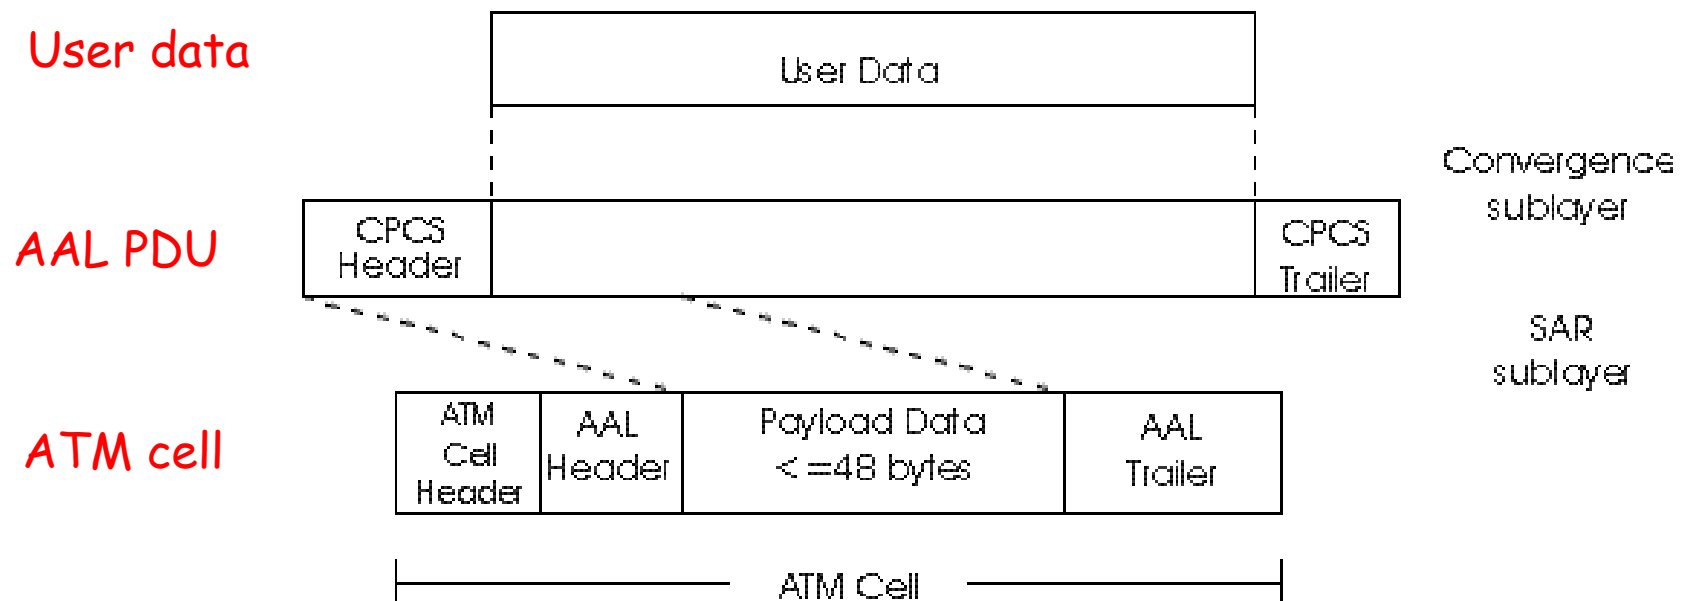 User data
User Data
Convergence
sublayer
AAL PDU
CPCS
Header
CPCS
Trailer
SAR
sublayer
ATM cell
ATM
Cell
Header
AAL
Header
Payload Data
<=48 bytes
AAL
Trailer
ATM Cell